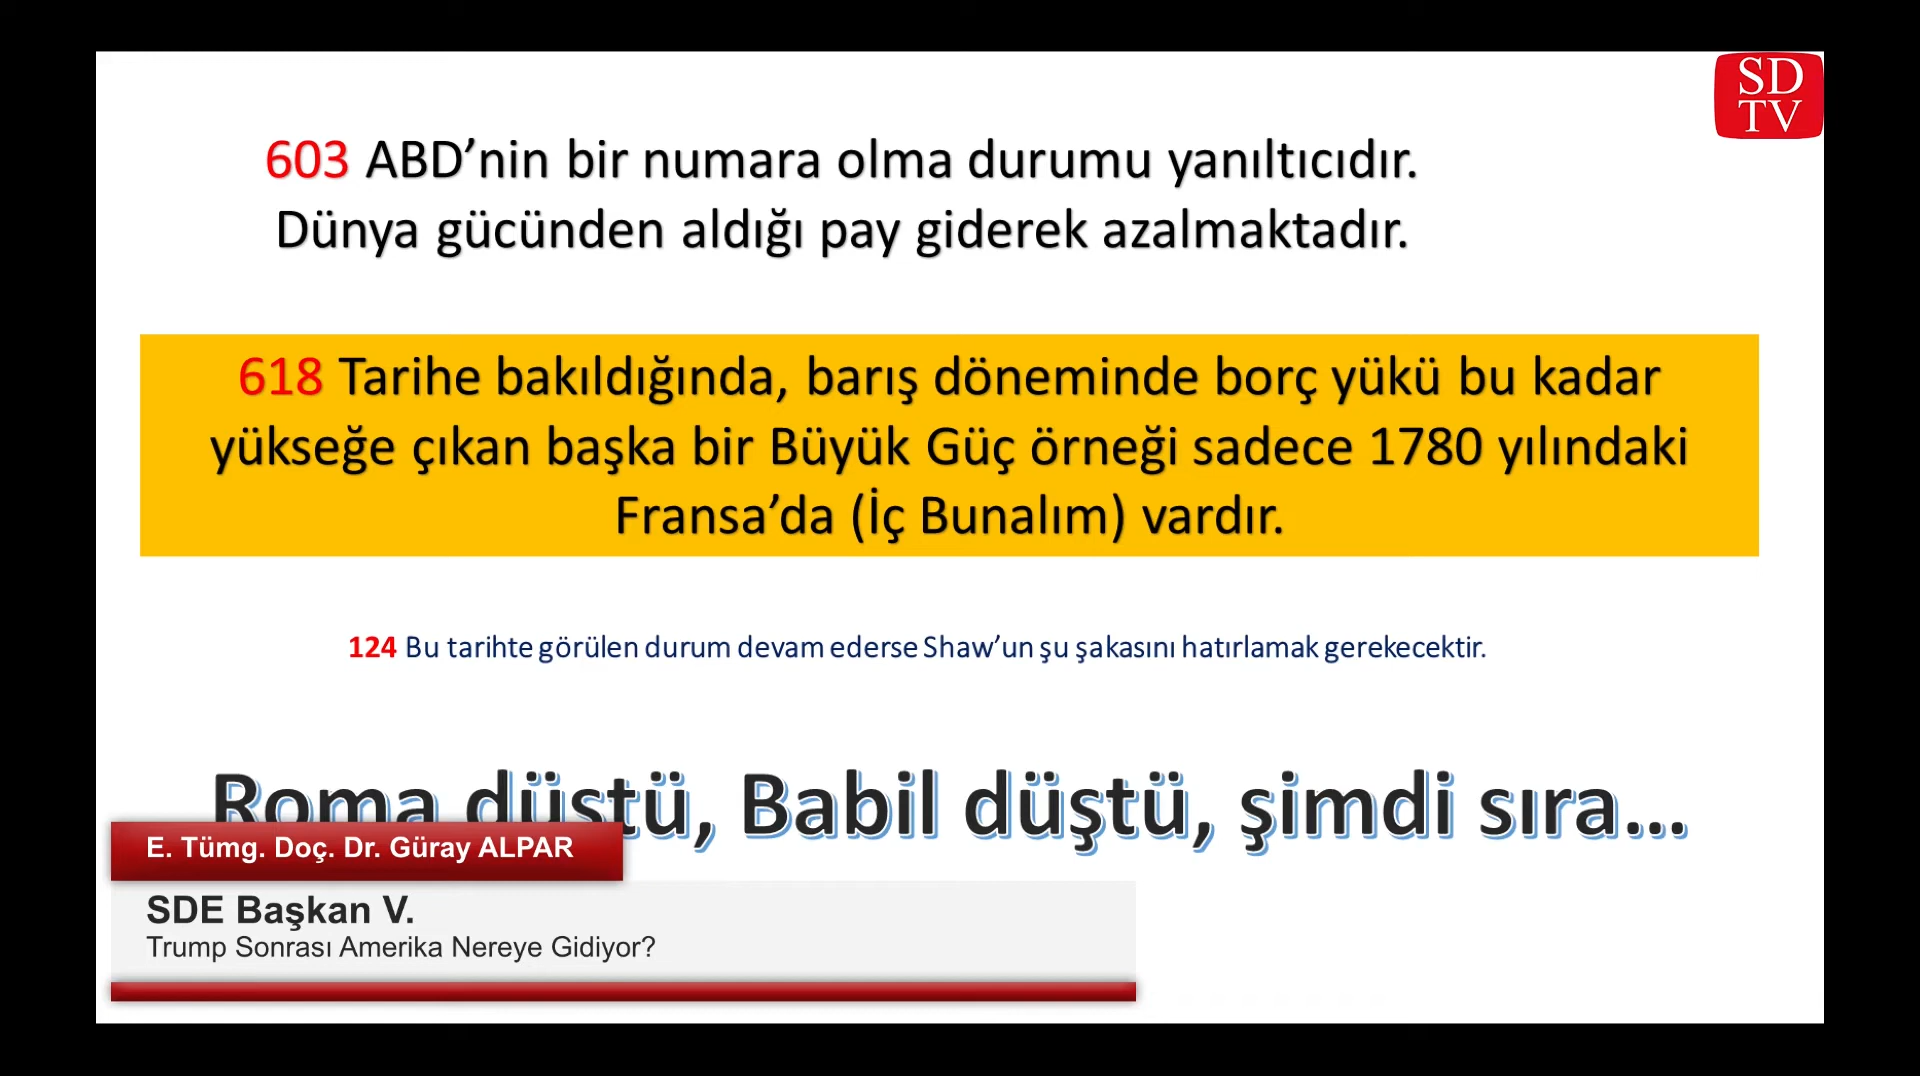 SD
TV
603 ABD’nin bir numara olma durumu yanıltıcıdır.
Dünya gücünden aldığı pay giderek azalmaktadır.
618 Tarihe bakıldığında, barış döneminde borç yükü bu kadar
yükseğe çıkan başka bir Büyük Güç örneği sadece 1780 yılındaki
Fransa’da (İç Bunalım) vardır.
124 Bu tarihte görülen durum devam ederse Shaw’un şu şakasını hatırlamak gerekecektir.
Roma düştü, Babil düştü, şimdi sıra...
E. Tümg. Doç. Dr. Güray ALPAR
SDE Başkan V.
Trump Sonrası Amerika Nereye Gidiyor?